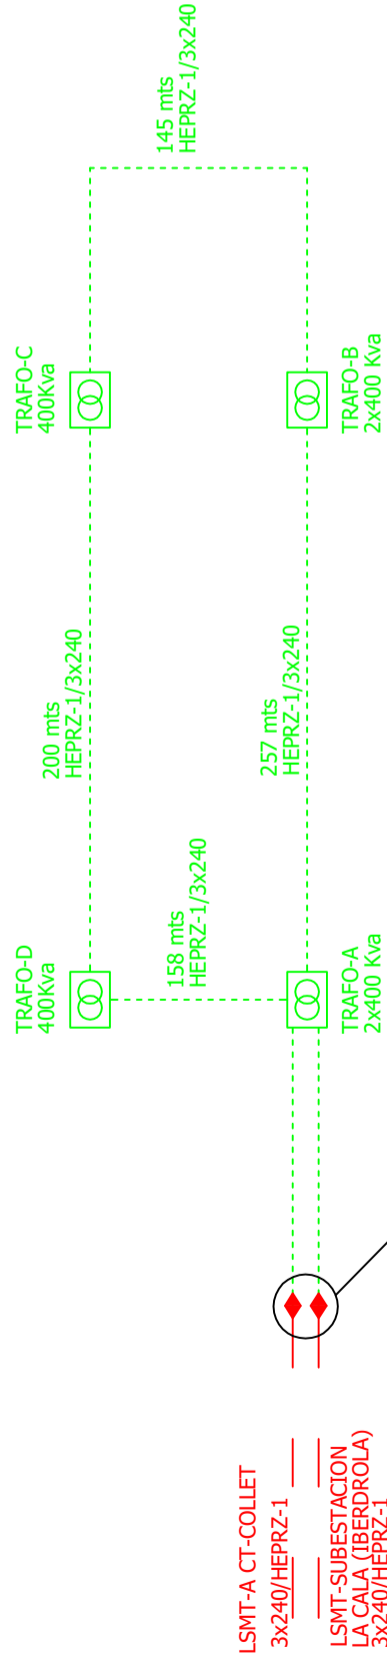 145 mts
HEPRZ-1/3x240
TRAFO-C
400Kva
TRAFO-B
2x400 Kva
200 mts
HEPRZ-1/3x240
257 mts
HEPRZ-1/3x240
158 mts
HEPRZ-1/3x240
TRAFO-D
400Kva
TRAFO-A
2x400 Kva
LSMT-A CT-COLLET
3x240/HEPRZ-1
LSMT-SUBESTACION
LA CALA (IBERDROLA)
3x240/HEPRZ-1